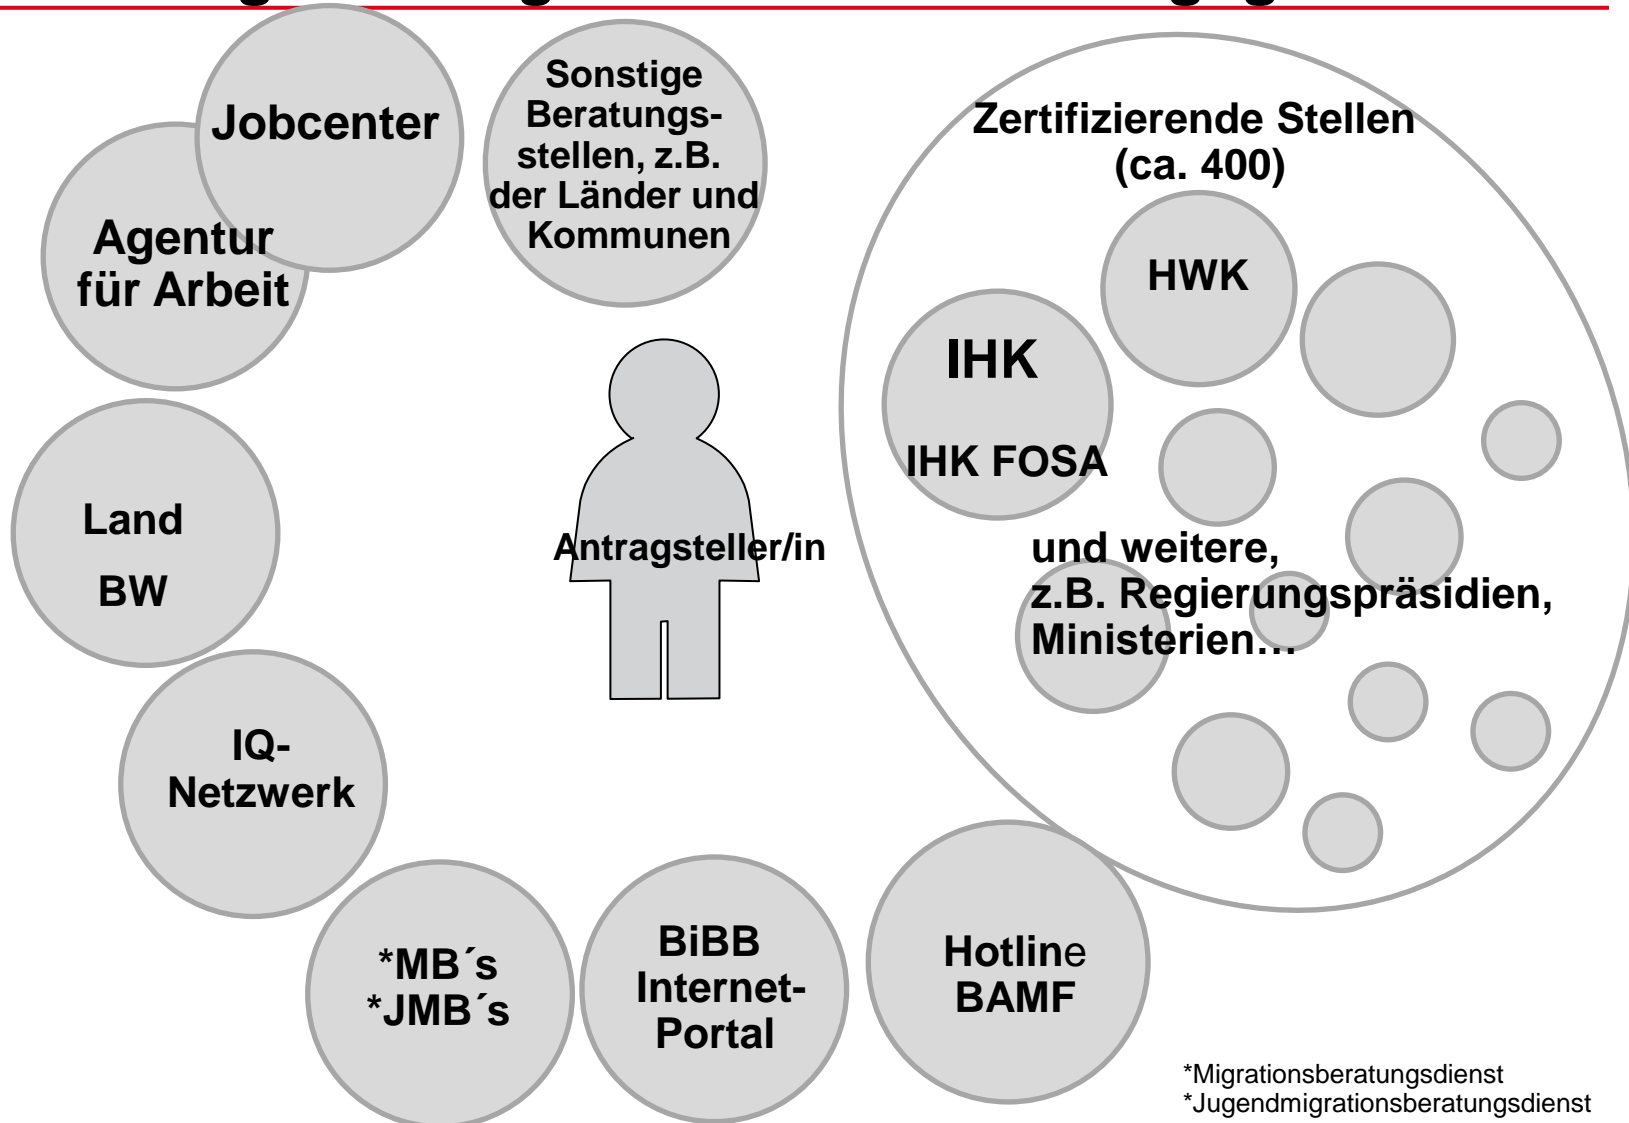 Jobcenter
Agentur
für Arbeit
Sonstige
Beratungs-
stellen, z.B.
der Länder und
Kommunen
Zertifizierende Stellen
(ca. 400)
HWK
IHK
IHK FOSA
und weitere,
z.B. Regierungspräsidien,
Ministerien…
Antragsteller/in
Land
BW
IQ-
Netzwerk
*MB´s
*JMB´s
BiBB
Internet-
Portal
Hotline
BAMF
*Migrationsberatungsdienst
*Jugendmigrationsberatungsdienst